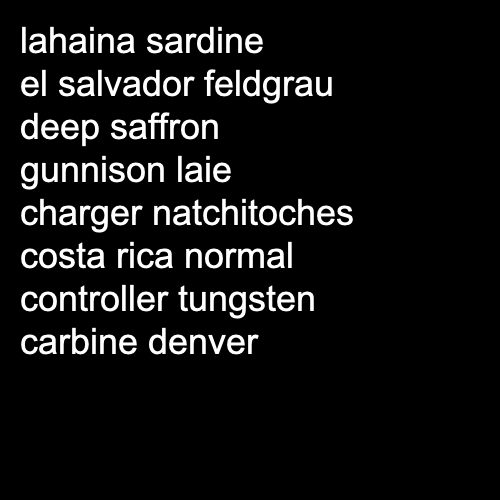 lahaina sardine
el salvador feldgrau
deep saffron
gunnison laie
charger natchitoches
costa rica normal
controller tungsten
carbine denver